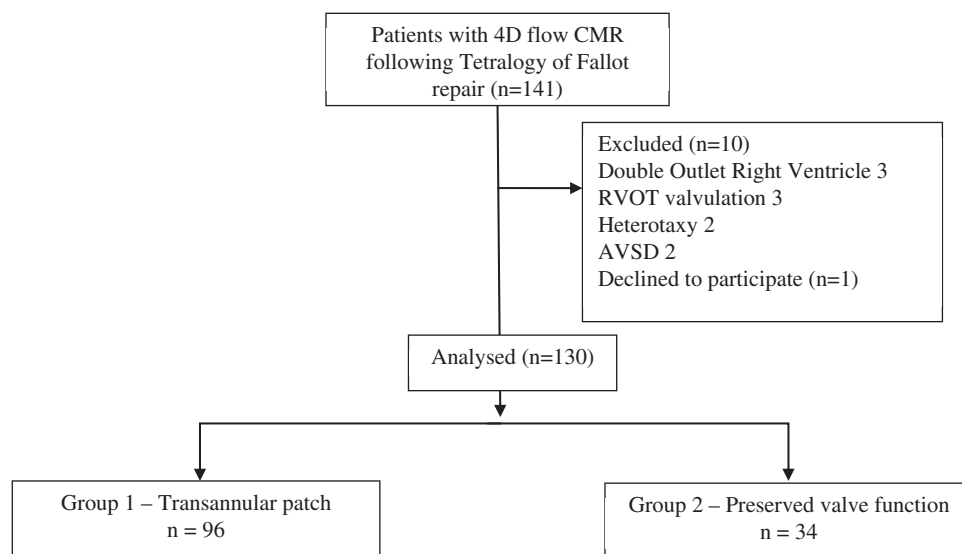 Patients with 4D flow CMR
following Tetralogy of Fallot
repair (n=141)
Excluded (n=10)
Double Outlet Right Ventricle 3
RVOT valvulation 3
Heterotaxy 2
AVSD 2
Declined to participate (n=1)
Analysed (n=130)
Group 1 – Transannular patch
n = 96
Group 2 – Preserved valve function
n = 34